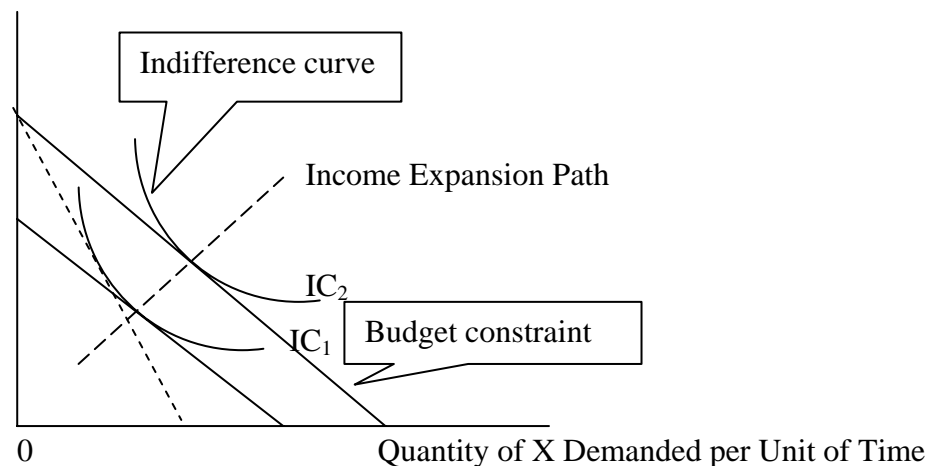 Indifference curve
Income Expansion Path
IC₂
IC₁
Budget constraint
0
Quantity of X Demanded per Unit of Time